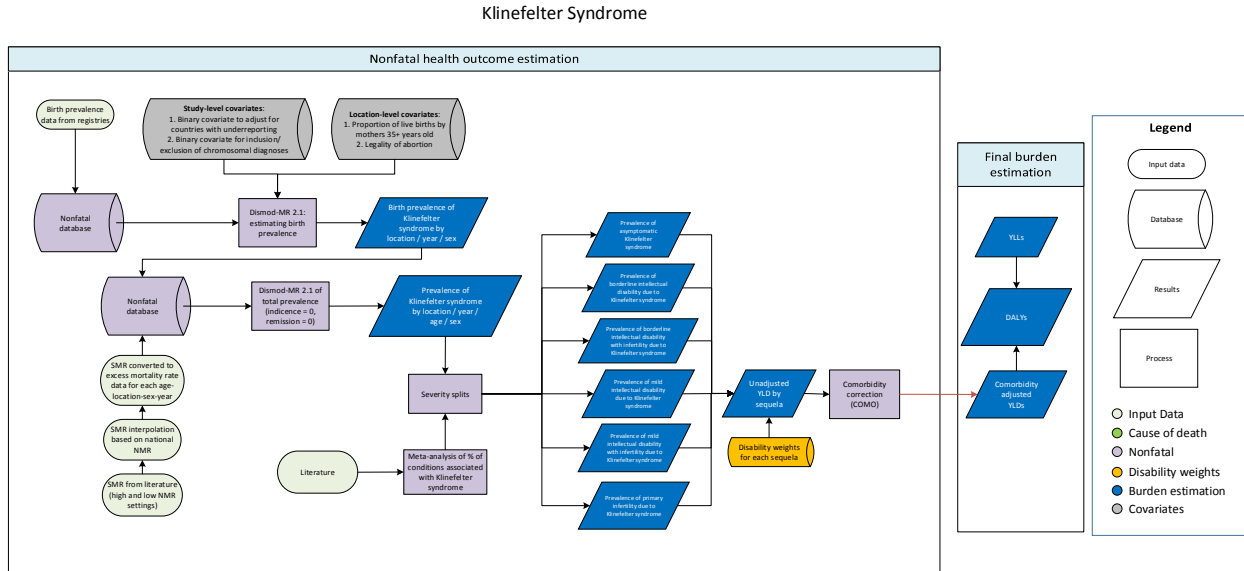 Klinefelter Syndrome
Nonfatal health outcome estimation
Birth prevalence
data from registries
Study-level covariates:
1. Binary covariate to adjust for
countries with underreporting
2. Binary covariate for inclusion/
exclusion of chromosomal diagnoses
Location-level covariates:
1. Proportion of live births by
mothers 35+ years old
2. Legality of abortion
Nonfatal
database
Dismod-MR 2.1:
estimating birth
prevalence
Birth prevalence of
Klinefelter
syndrome by
location / year / sex
Nonfatal
database
Dismod-MR 2.1 of
total prevalence
(indicence = 0,
remission = 0)
Prevalence of
Klinefelter syndrome
by location / year /
age / sex
SMR converted to
excess mortality rate
data for each age-
location-sex-year
SMR interpolation
based on national
NMR
SMR from literature
(high and low NMR
settings)
Severity splits
Literature
Meta-analysis of % of
conditions associated
with Klinefelter
syndrome
Prevalence of
asymptomatic
Klinefelter
syndrome
Prevalence of
borderline intellectual
disability due to
Klinefelter syndrome
Prevalence of borderline
intellectual disability
with infertility due to
Klinefelter syndrome
Prevalence of mild
intellectual disability
due to Klinefelter
syndrome
Prevalence of mild
intellectual disability
with infertility due to
Klinefelter syndrome
Prevalence of primary
infertility due to
Klinefelter syndrome
Unadjusted
YLD by
sequela
Disability weights
for each sequela
Comorbidity
correction
(COMO)
Final burden
estimation
YLLs
DALYs
Comorbidity
adjusted
YLDs
Legend
Input data
Database
Results
Process
Input Data
Cause of death
Nonfatal
Disability weights
Burden estimation
Covariates